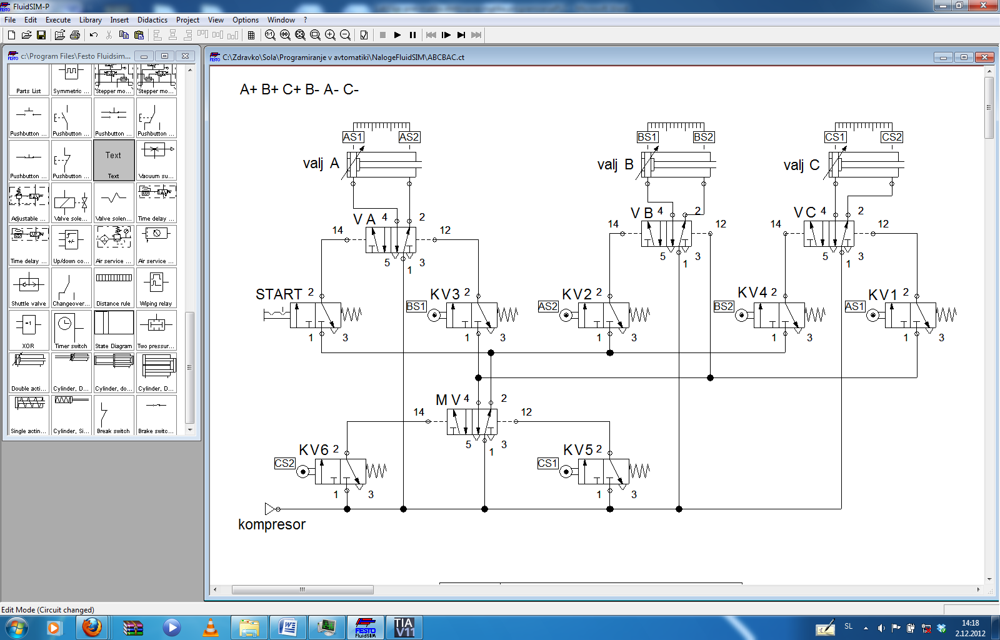 FluidSIM-P
File Edit Execute Library Insert Didactics Project View Options Window ?
c:\Program Files\Festo Fluidsim...
Parts List Symmetric ... 'Stepper mo... 'Stepper mo...
Pushbutton ... Pushbutton ... Pushbutton ... Pushbutton ...
Text
Pushbutton ... Pushbutton ... Text Vacuum su...
Adjustable ... Valve sole... Valve solen... Time delay ...
Time delay ... Up/down co... Air service ... Air service ...
Shuttle valve Changeover... Distance rule Wiping relay
XOR Timer switch State Diagram Two pressur...
Double acti... Cylinder, D... Cylinder, do... Cylinder, D...
Single actin... Cylinder, Si... Break switch Brake switc...
C:\Zdravko\Sola\Programiranje v avtomatiki\NalogeFluidSIM\ABCBAC.ct
A+ B+ C+ B- A- C-
AS1 AS2 BS1 BS2 CS1 CS2
valj A valj B valj C
VA 4 2 VB 4 2 VC 4 2
14 12 14 12 14 12
5 1 3 5 1 3 5 1 3
START 2 KV3 2 KV2 2 KV4 2 KV1 2
BS1 AS2 BS2 AS1
1 3 1 3 1 3 1 3 1 3
MV 4 2
14 12
5 1 3
KV6 2 KV5 2
CS2 CS1
1 3 1 3
kompresor
Edit Mode (Circuit changed)
FESTO
FluidSIM
TIA
V11
SL
14:18
2.12.2012